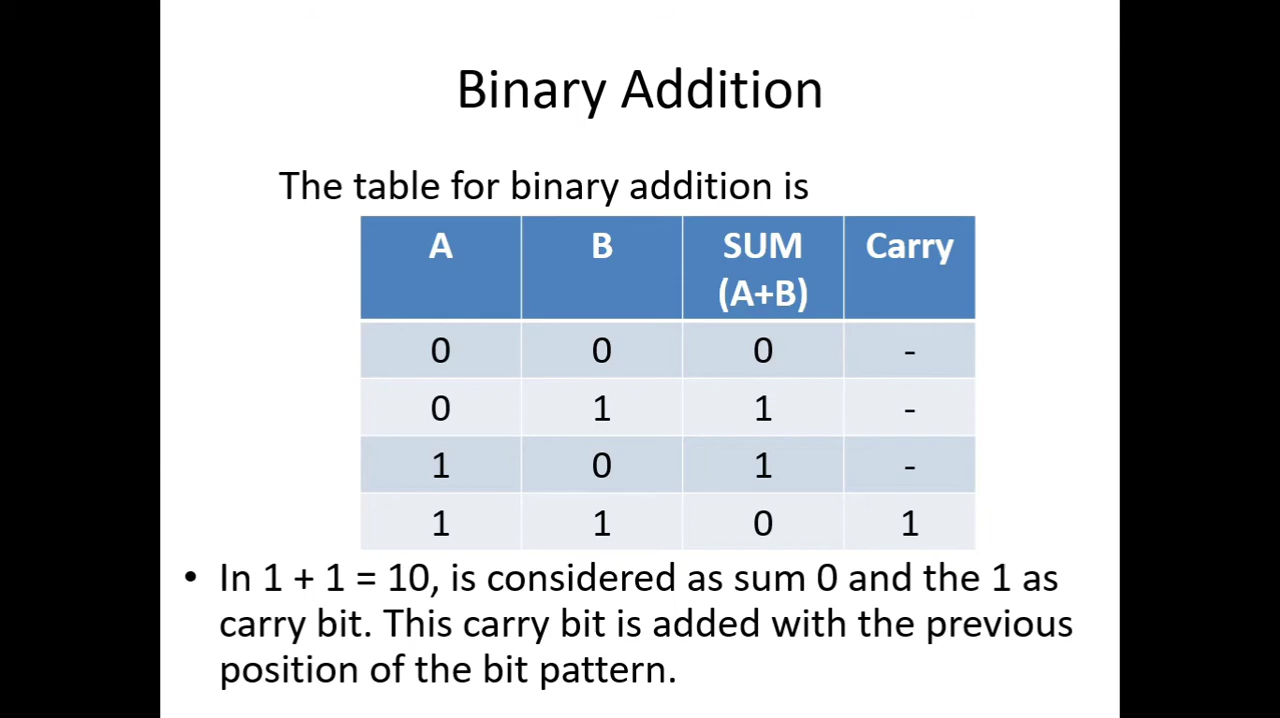 Binary Addition
The table for binary addition is
A B SUM (A+B) Carry
0 0 0 -
0 1 1 -
1 0 1 -
1 1 0 1
• In 1 + 1 = 10, is considered as sum 0 and the 1 as
carry bit. This carry bit is added with the previous
position of the bit pattern.